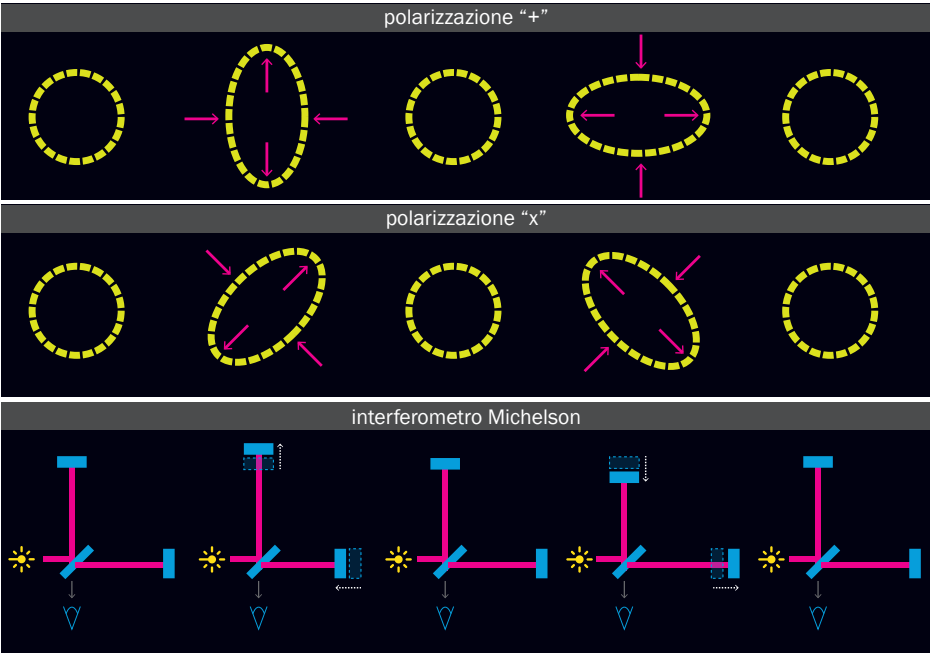 polarizzazione “+”
polarizzazione “x”
interferometro Michelson